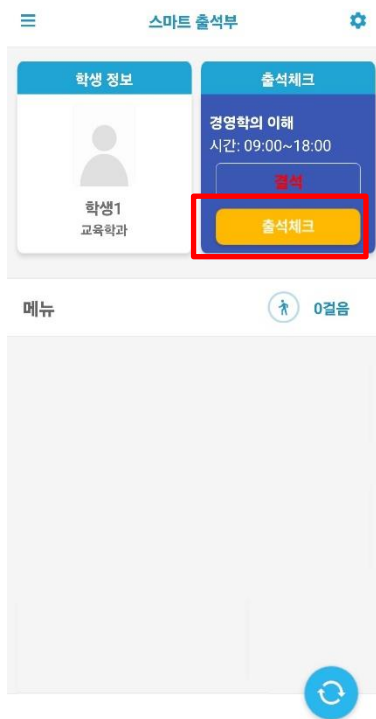 스마트 출석부
학생 정보
학생1
교육학과
출석체크
경영학의 이해
시간: 09:00~18:00
결석
출석체크
메뉴
0걸음